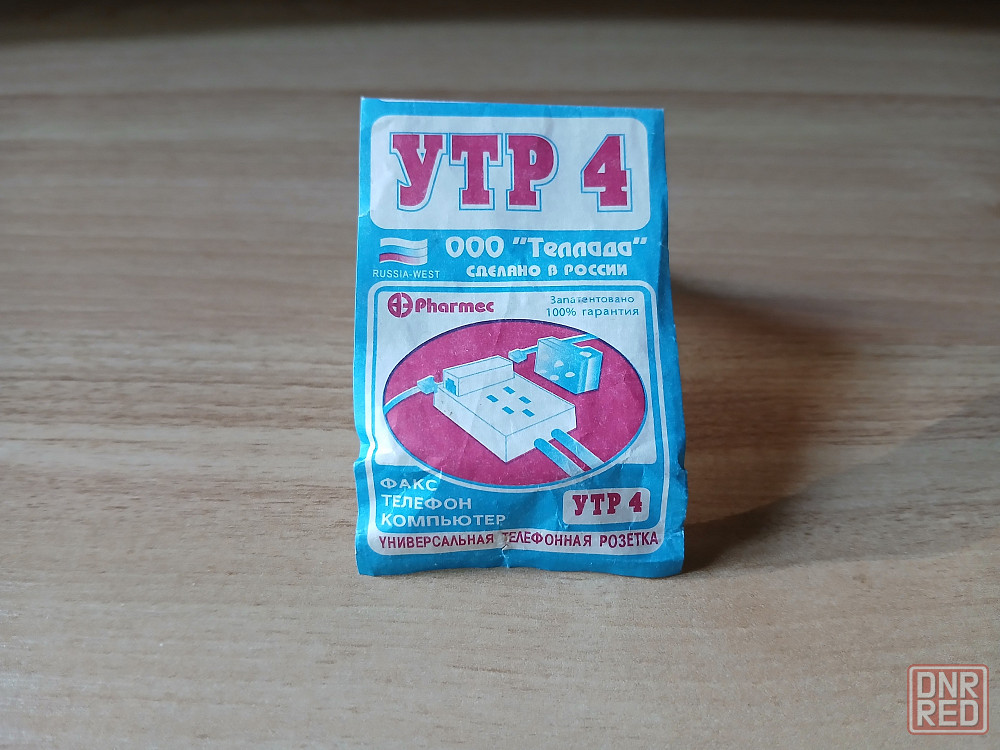 УТР 4
ООО "Теллада"
RUSSIA-WEST
СДЕЛАНО В РОССИИ
Pharmec
Запатентовано
100% гарантия
ФАКС
ТЕЛЕФОН
КОМПЬЮТЕР
УТР 4
УНИВЕРСАЛЬНАЯ ТЕЛЕФОННАЯ РОЗЕТКА
DNR
RED